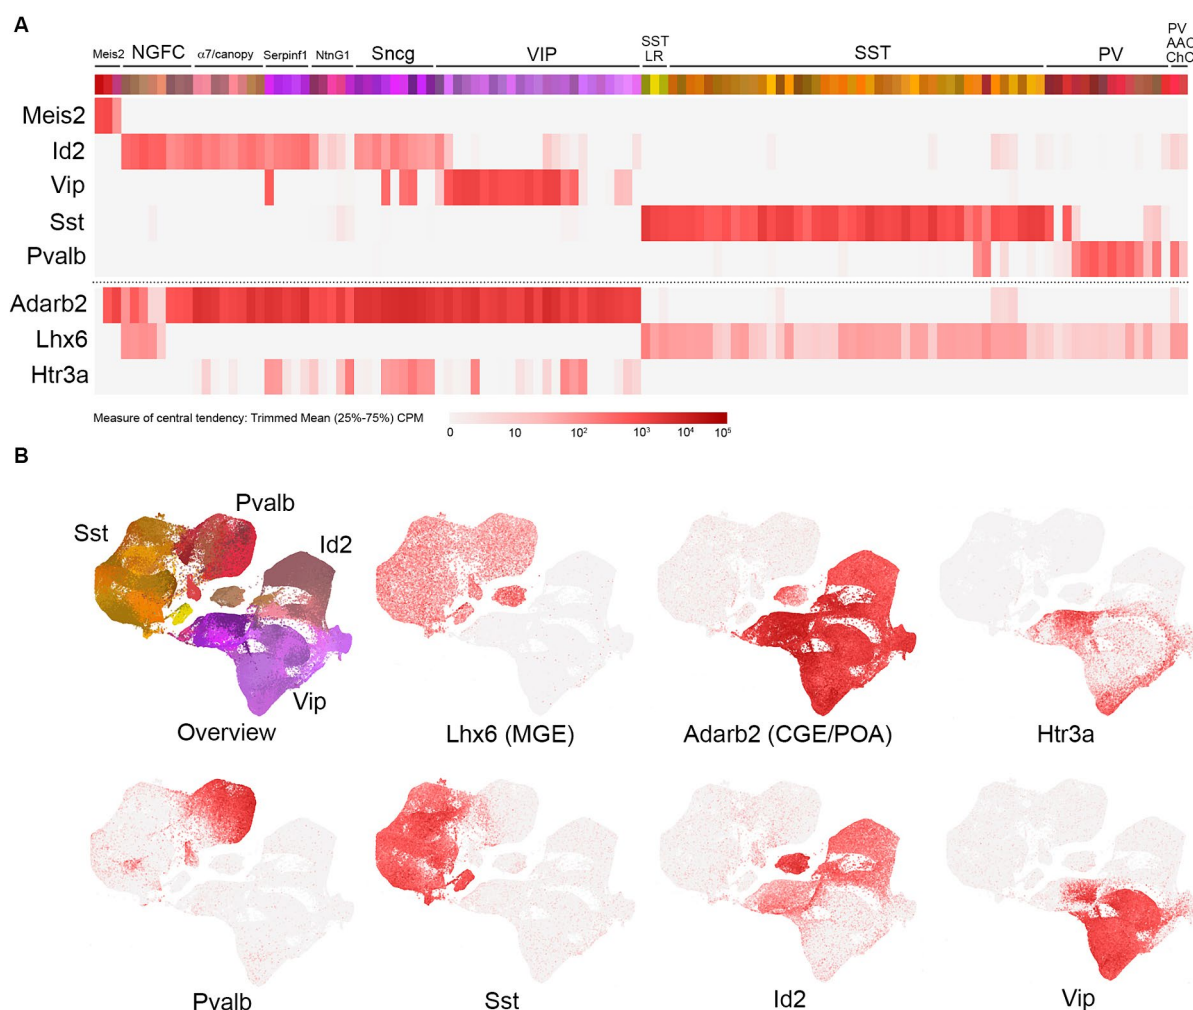 A
Meis2 NGFC α7/canopy Serpinf1 NtnG1 Sncg VIP SST LR SST PV PV AAC ChC
Meis2
Id2
Vip
Sst
Pvalb
Adarb2
Lhx6
Htr3a
Measure of central tendency: Trimmed Mean (25%-75%) CPM 0 10 10² 10³ 10⁴ 10⁵
B
Sst Pvalb Id2 Vip
Overview Lhx6 (MGE) Adarb2 (CGE/POA) Htr3a
Pvalb Sst Id2 Vip